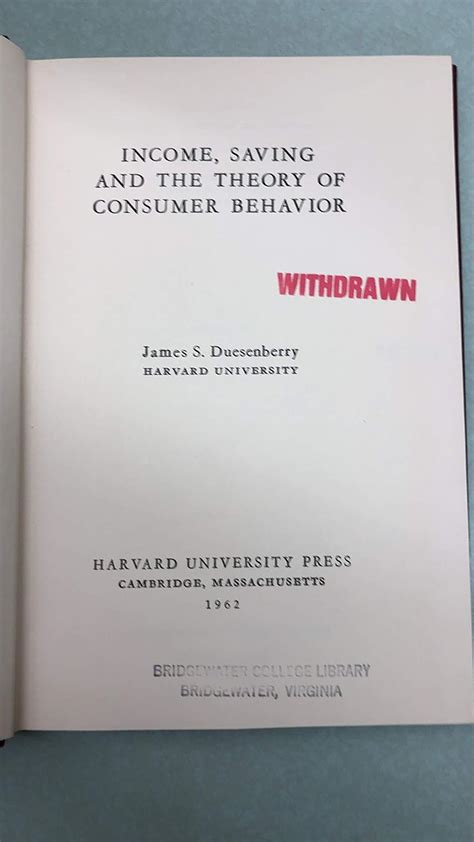 INCOME, SAVING
AND THE THEORY OF
CONSUMER BEHAVIOR
WITHDRAWN
James S. Duesenberry
HARVARD UNIVERSITY
HARVARD UNIVERSITY PRESS
CAMBRIDGE, MASSACHUSETTS
1962
BRIDGEWATER COLLEGE LIBRARY
BRIDGEWATER, VIRGINIA